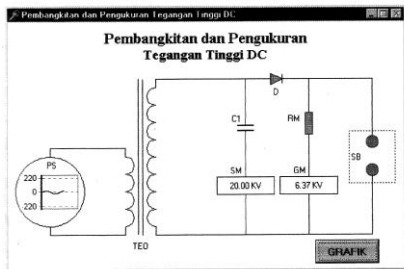 Pembangkitan dan Pengukuran Tegangan Tinggi DC
Pembangkitan dan Pengukuran
Tegangan Tinggi DC
D
C1
RM
SB
PS
220
0
220
SM
GM
20.00 KV
6.37 KV
TEO
GRAFIK